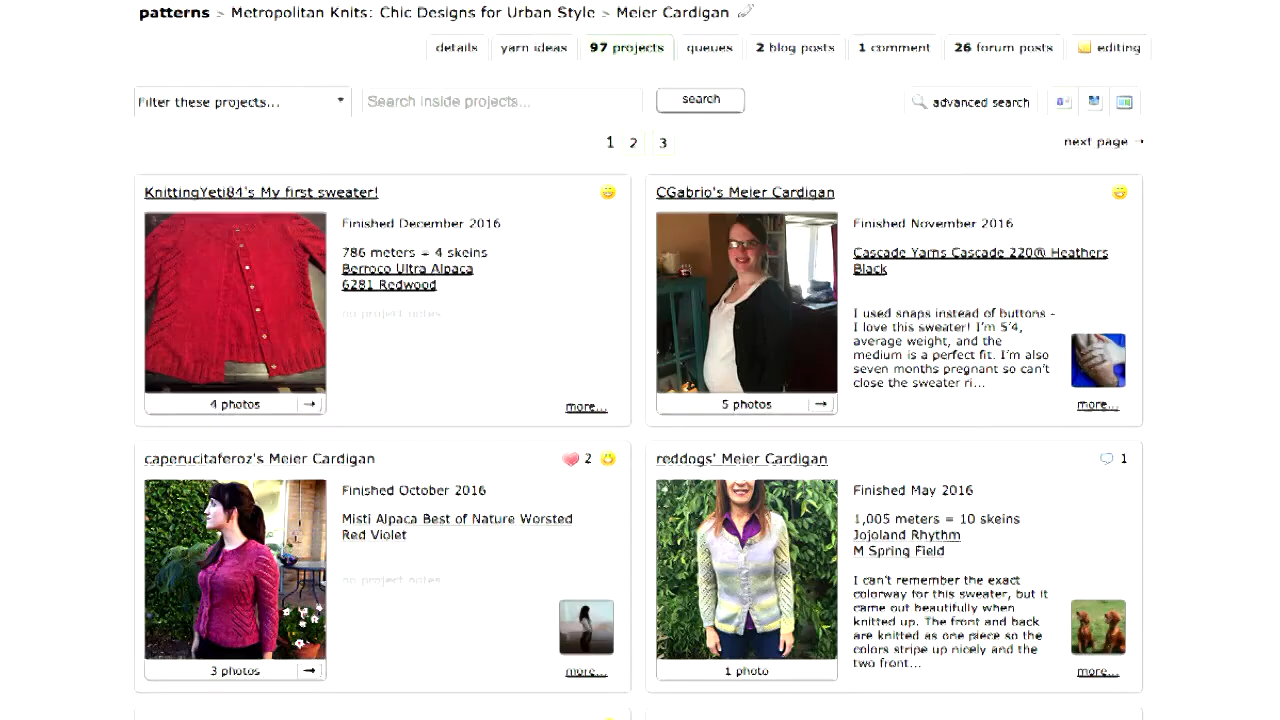 patterns > Metropolitan Knits: Chic Designs for Urban Style > Meier Cardigan
details yarn ideas 97 projects queues 2 blog posts 1 comment 26 forum posts editing
Filter these projects... Search inside projects... search advanced search
1 2 3 next page →
KnittingYeti84's My first sweater!
Finished December 2016
786 meters = 4 skeins
Berroco Ultra Alpaca
6281 Redwood
no project notes
4 photos →
more...
CGabrio's Meier Cardigan
Finished November 2016
Cascade Yarns Cascade 220® Heathers
Black
I used snaps instead of buttons -
I love this sweater! I'm 5'4,
average weight, and the
medium is a perfect fit. I'm also
seven months pregnant so can't
close the sweater ri...
5 photos →
more...
caperucitaferoz's Meier Cardigan
2
Finished October 2016
Misti Alpaca Best of Nature Worsted
Red Violet
no project notes
3 photos →
more...
reddogs' Meier Cardigan
1
Finished May 2016
1,005 meters = 10 skeins
Jojoland Rhythm
M Spring Field
I can't remember the exact
colorway for this sweater, but it
came out beautifully when
knitted up. The front and back
are knitted as one piece so the
colors stripe up nicely and the
two front...
1 photo
more...